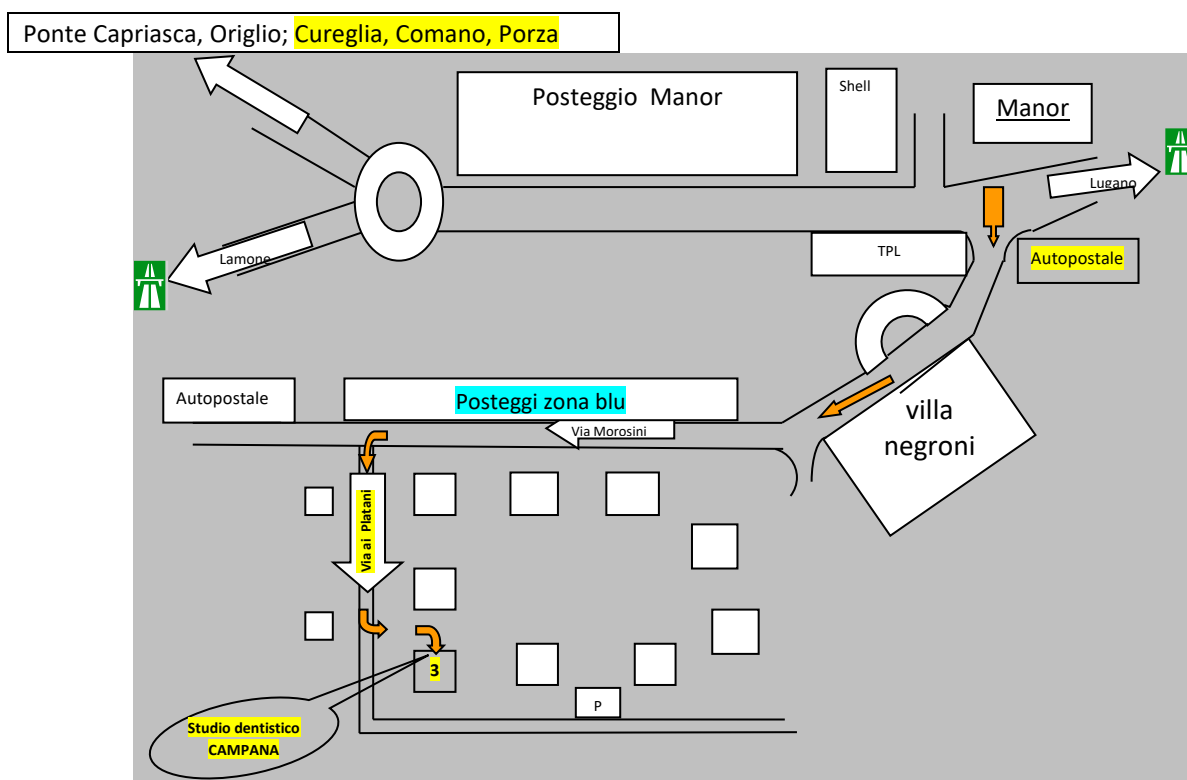 Ponte Capriasca, Origlio; Cureglia, Comano, Porza
Posteggio Manor
Shell
Manor
Lugano
Lamone
TPL
Autopostale
Autopostale
Posteggi zona blu
Via Morosini
villa
negroni
Via ai Platani
3
P
Studio dentistico
CAMPANA